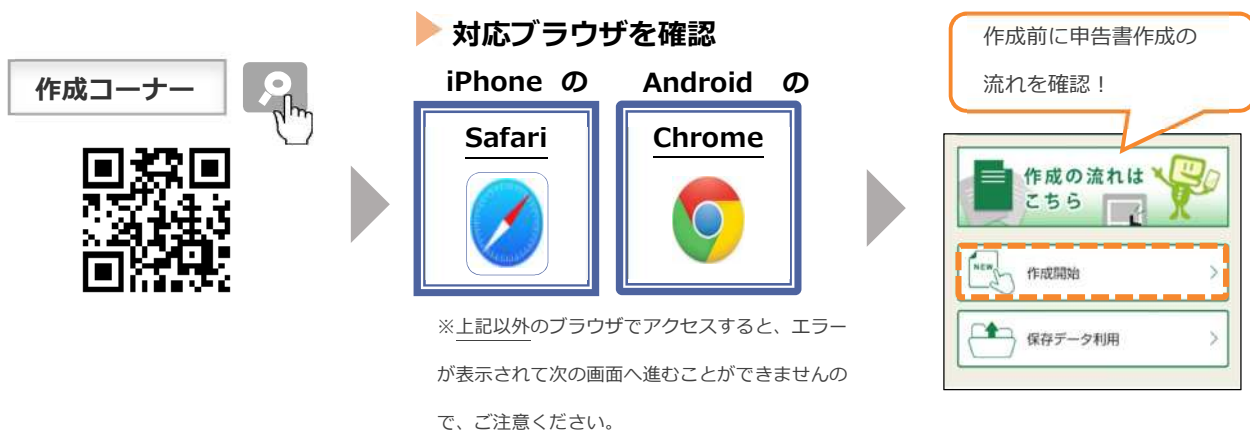 作成コーナー
対応ブラウザを確認
iPhone の
Safari
Android の
Chrome
※上記以外のブラウザでアクセスすると、エラー
が表示されて次の画面へ進むことができませんの
で、ご注意ください。
作成前に申告書作成の
流れを確認！
作成の流れは
こちら
NEW
作成開始
保存データ利用